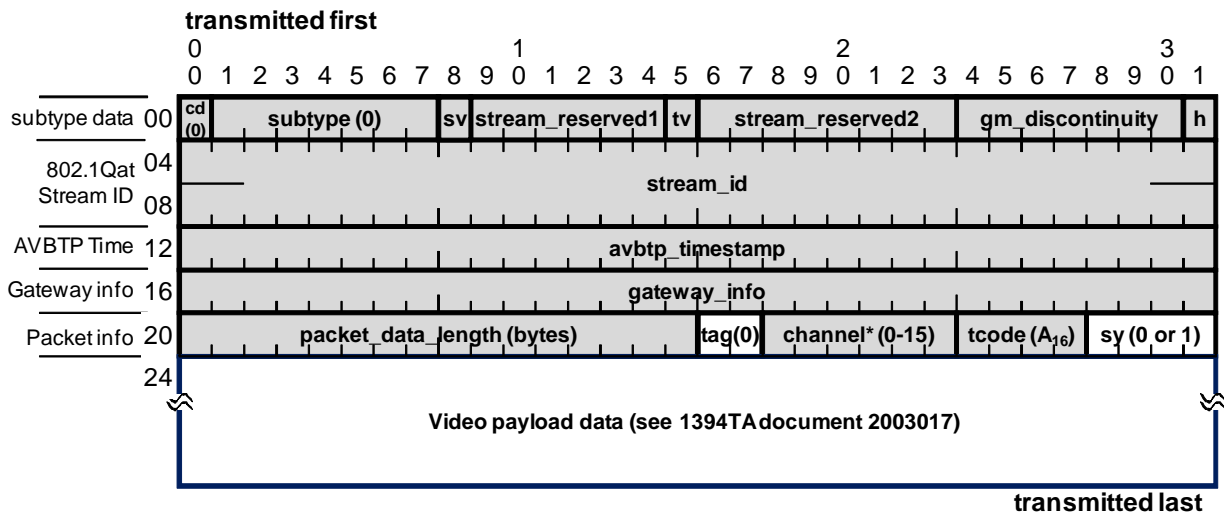 transmitted first
0 1 2 3
0 1 2 3 4 5 6 7 8 9 0 1 2 3 4 5 6 7 8 9 0 1 2 3 4 5 6 7 8 9 0 1
subtype data 00 cd (0) subtype (0) sv stream_reserved1 tv stream_reserved2 gm_discontinuity h
802.1Qat Stream ID 04
stream_id
08
AVBTP Time 12 avbtp_timestamp
Gateway info 16 gateway_info
Packet info 20 packet_data_length (bytes) tag(0) channel* (0-15) tcode (A₁₆) sy (0 or 1)
24
Video payload data (see 1394TA document 2003017)
transmitted last